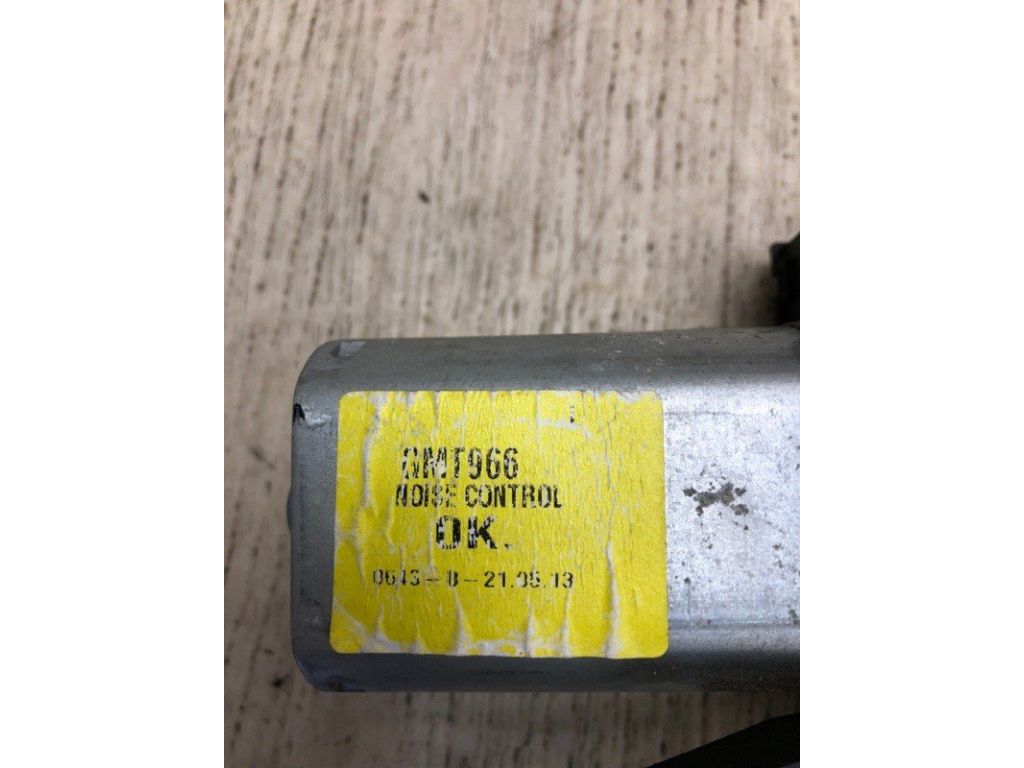 GMT966
NOISE CONTROL
OK.
0643-B-21.05.13